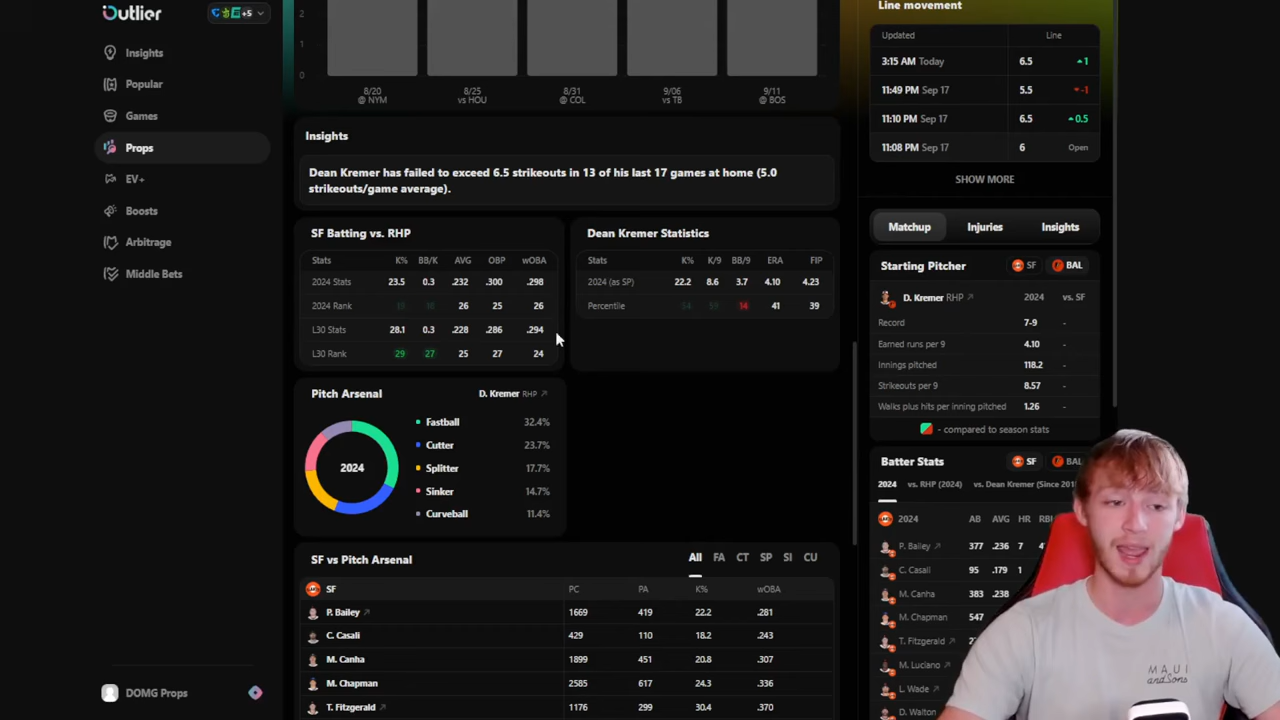 Outlier
+5
Insights
Popular
Games
Props
EV+
Boosts
Arbitrage
Middle Bets
DOMG Props
2
1
0
8/20 8/25 8/31 9/06 9/11
@ NYM vs HOU @ COL vs TB @ BOS
Insights
Dean Kremer has failed to exceed 6.5 strikeouts in 13 of his last 17 games at home (5.0
strikeouts/game average).
SF Batting vs. RHP
Stats K% BB/K AVG OBP wOBA
2024 Stats 23.5 0.3 .232 .300 .298
2024 Rank 26 25 26
L30 Stats 28.1 0.3 .228 .286 .294
L30 Rank 29 27 25 27 24
Dean Kremer Statistics
Stats K% K/9 BB/9 ERA FIP
2024 (as SP) 22.2 8.6 3.7 4.10 4.23
Percentile 14 41 39
Pitch Arsenal D. Kremer RHP
2024
Fastball 32.4%
Cutter 23.7%
Splitter 17.7%
Sinker 14.7%
Curveball 11.4%
SF vs Pitch Arsenal All FA CT SP SI CU
SF PC PA K% wOBA
P. Bailey 1669 419 22.2 .281
C. Casali 429 110 18.2 .243
M. Canha 1899 451 20.8 .307
M. Chapman 2585 617 24.3 .336
T. Fitzgerald 1176 299 30.4 .370
Line movement
Updated Line
3:15 AM Today 6.5 1
11:49 PM Sep 17 5.5 -1
11:10 PM Sep 17 6.5 0.5
11:08 PM Sep 17 6 Open
SHOW MORE
Matchup Injuries Insights
Starting Pitcher SF BAL
D. Kremer RHP 2024 vs. SF
Record 7-9 -
Earned runs per 9 4.10 -
Innings pitched 118.2 -
Strikeouts per 9 8.57 -
Walks plus hits per inning pitched 1.26 -
- compared to season stats
Batter Stats SF BAL
2024 vs. RHP (2024) vs. Dean Kremer (Since 201
2024 AB AVG HR RBI
P. Bailey 377 .236 7
C. Casali 95 .179 1
M. Canha 383 .238
M. Chapman 547
T. Fitzgerald
M. Luciano
L. Wade
D. Walton
MAUI
andSons